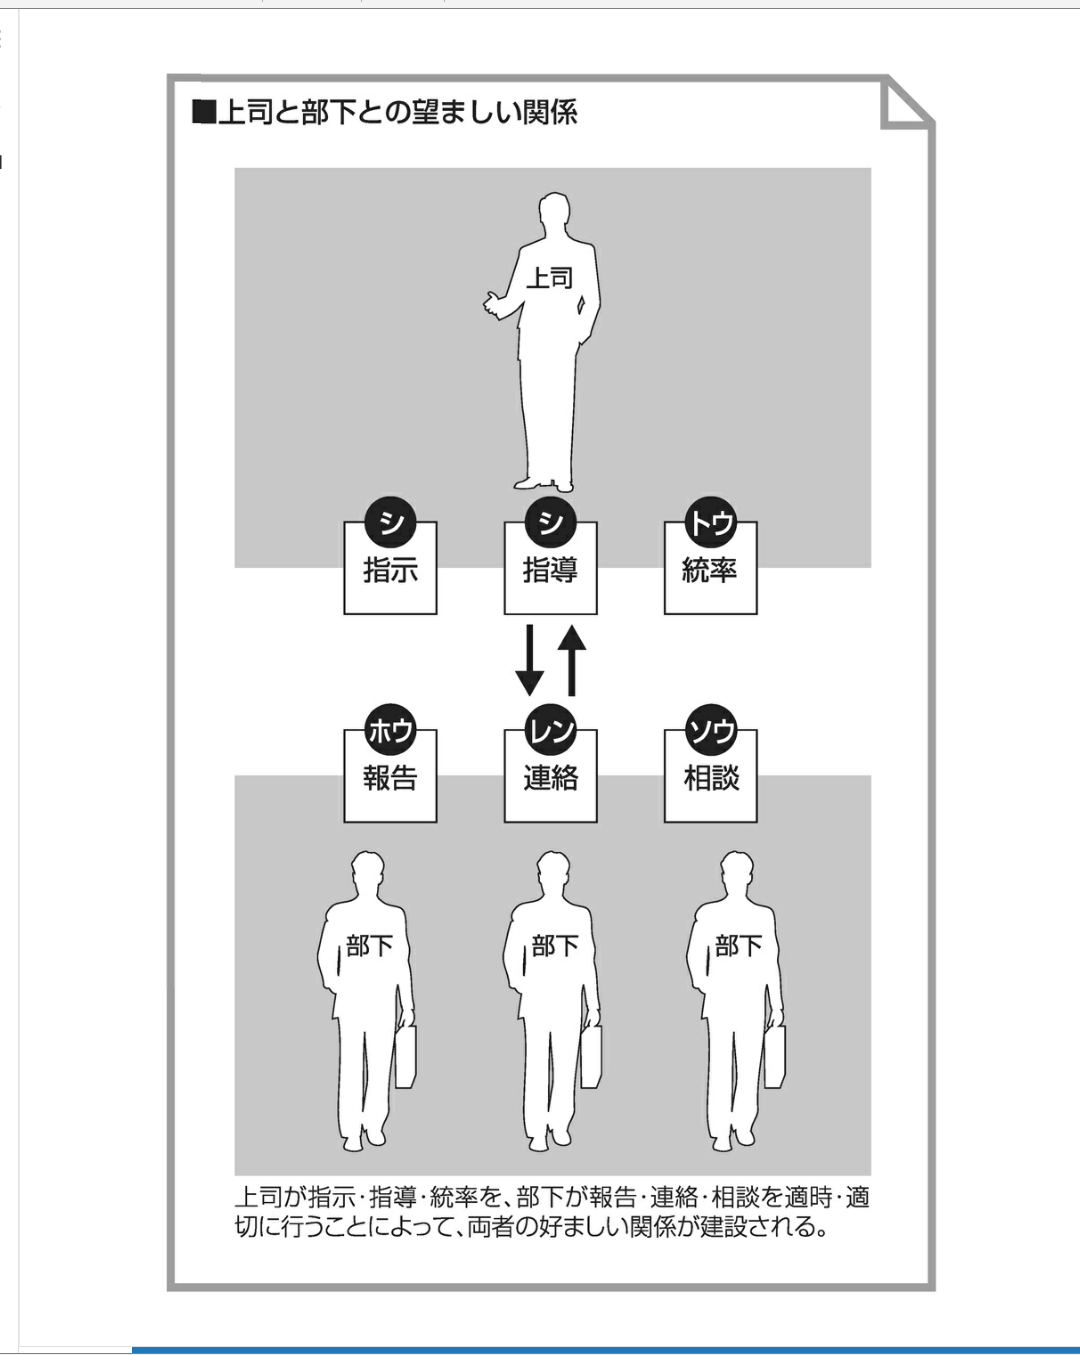 ■上司と部下との望ましい関係
上司
シ シ トウ
指示 指導 統率
ホウ レン ソウ
報告 連絡 相談
部下 部下 部下
上司が指示・指導・統率を、部下が報告・連絡・相談を適時・適
切に行うことによって、両者の好ましい関係が建設される。